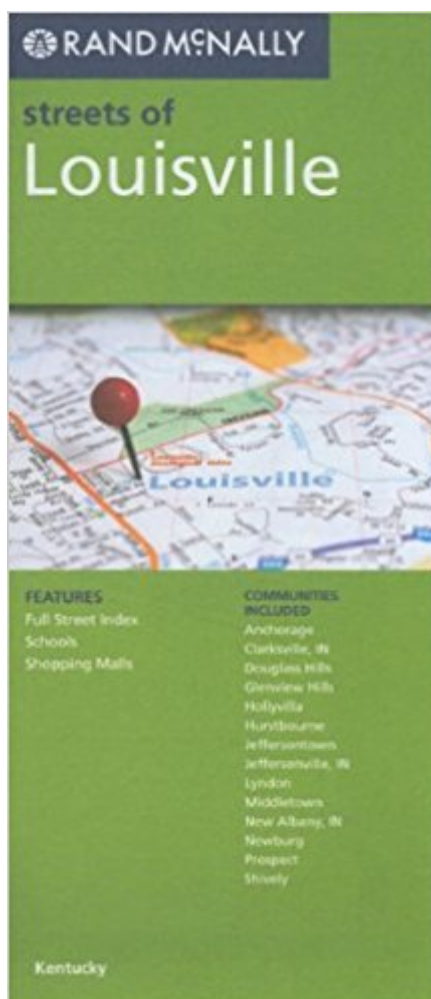 RAND MCNALLY
streets of
Louisville
Louisville
FEATURES
Full Street Index
Schools
Shopping Malls
COMMUNITIES
INCLUDED
Anchorage
Clarksville, IN
Douglass Hills
Glenview Hills
Hollyvilla
Hurstbourne
Jeffersontown
Jeffersonville, IN
Lyndon
Middletown
New Albany, IN
Newburg
Prospect
Shively
Kentucky